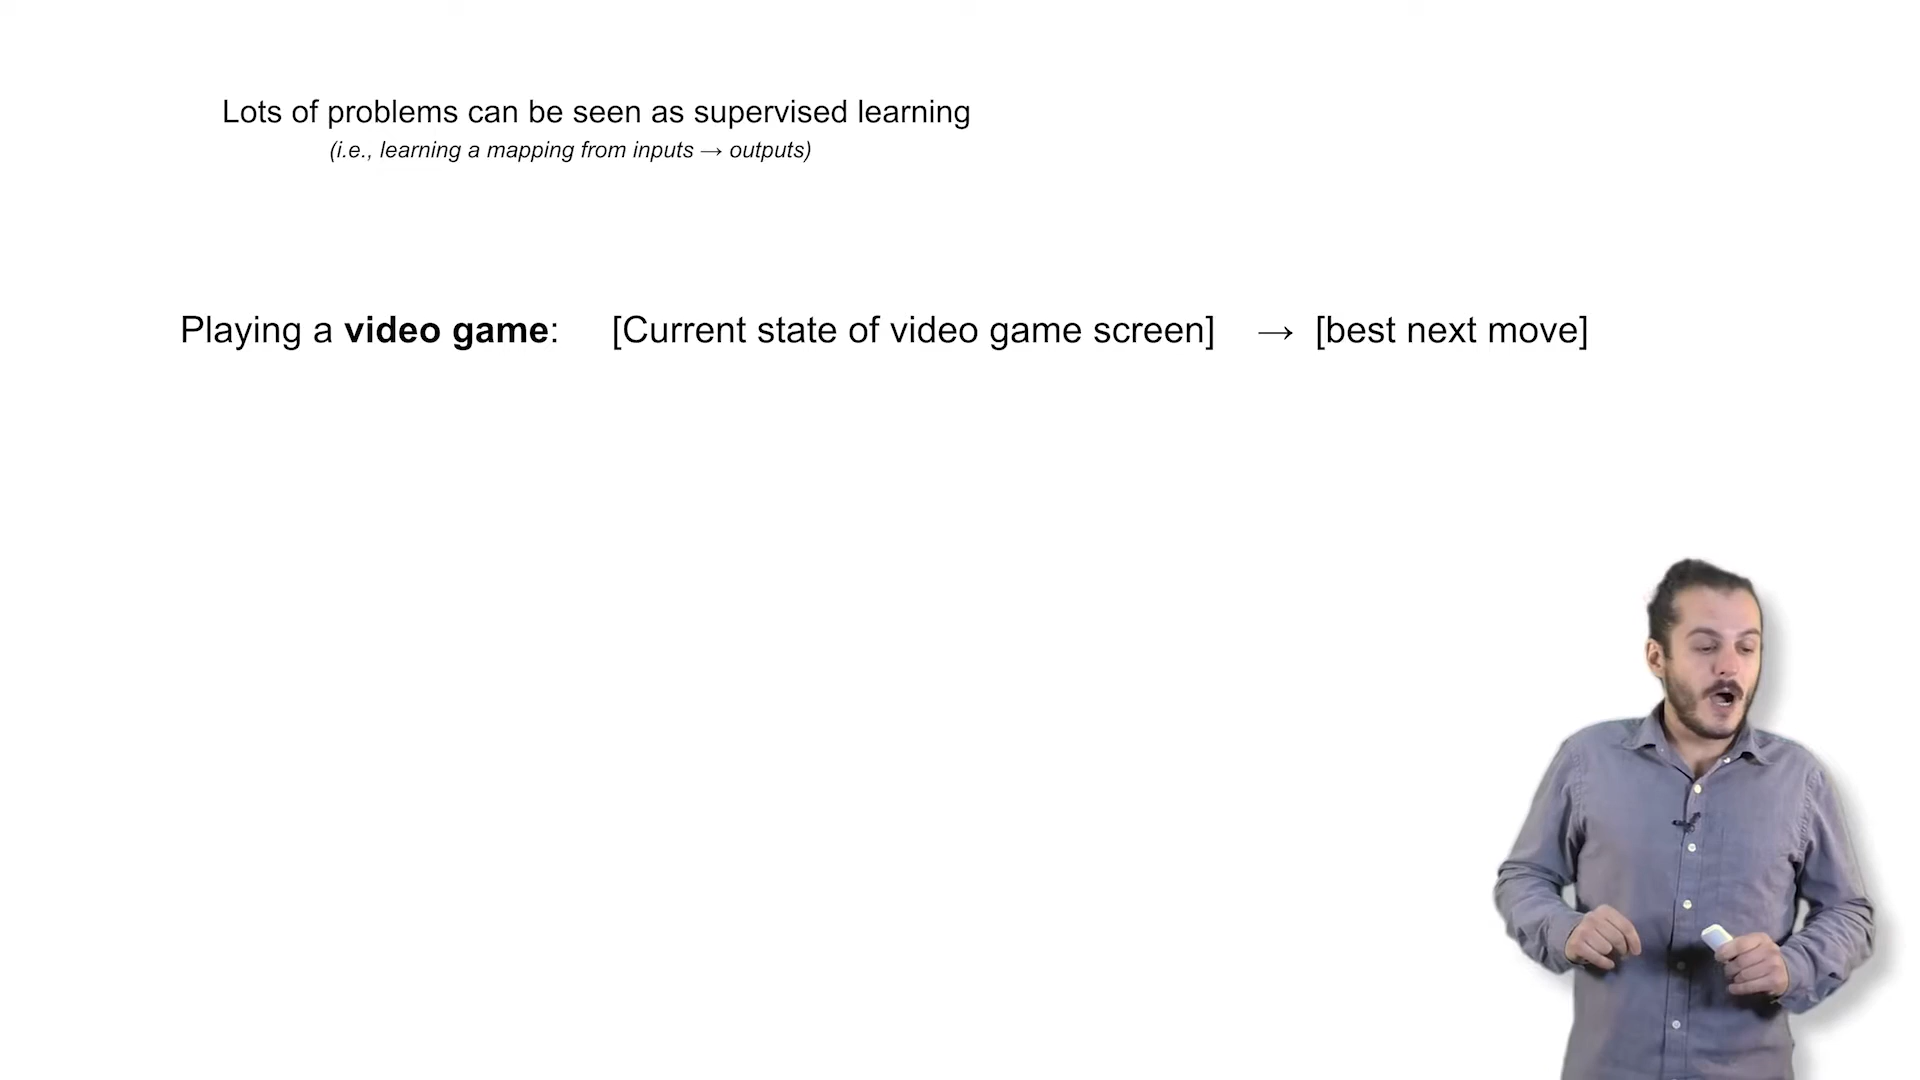 Lots of problems can be seen as supervised learning
(i.e., learning a mapping from inputs → outputs)
Playing a video game: [Current state of video game screen] → [best next move]